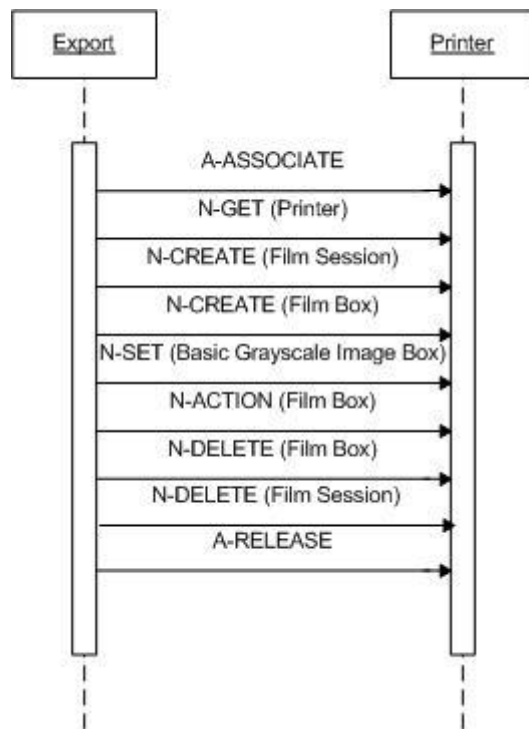 Export
Printer
A-ASSOCIATE
N-GET (Printer)
N-CREATE (Film Session)
N-CREATE (Film Box)
N-SET (Basic Grayscale Image Box)
N-ACTION (Film Box)
N-DELETE (Film Box)
N-DELETE (Film Session)
A-RELEASE